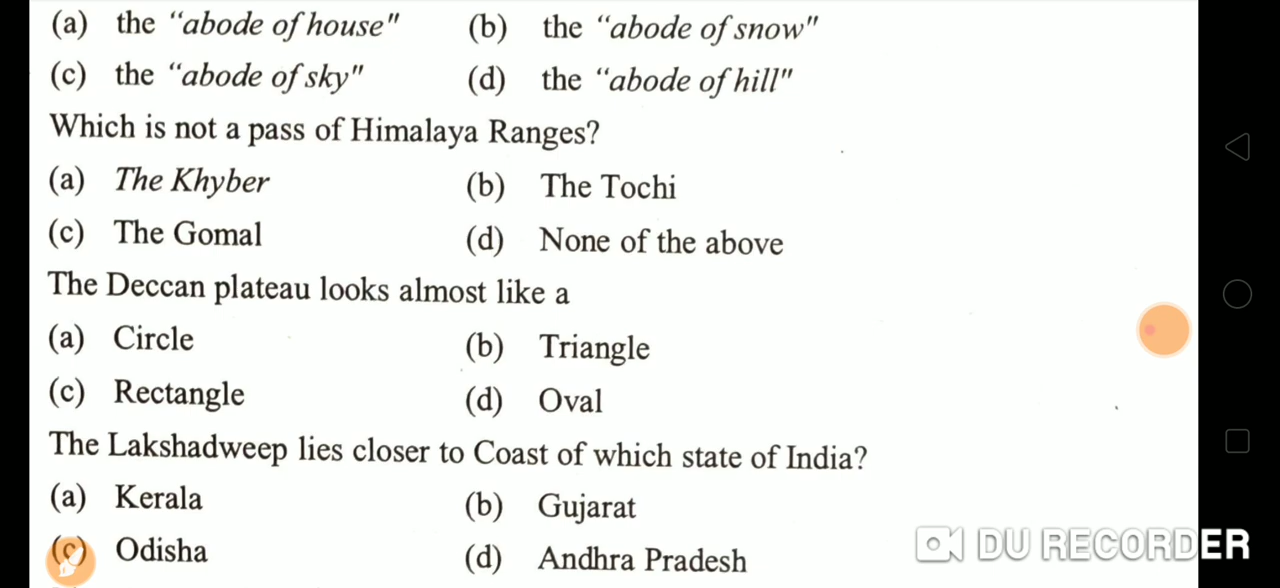 (a) the “abode of house" (b) the “abode of snow"
(c) the “abode of sky" (d) the “abode of hill"
Which is not a pass of Himalaya Ranges?
(a) The Khyber (b) The Tochi
(c) The Gomal (d) None of the above
The Deccan plateau looks almost like a
(a) Circle (b) Triangle
(c) Rectangle (d) Oval
The Lakshadweep lies closer to Coast of which state of India?
(a) Kerala (b) Gujarat
(c) Odisha (d) Andhra Pradesh
DU RECORDER